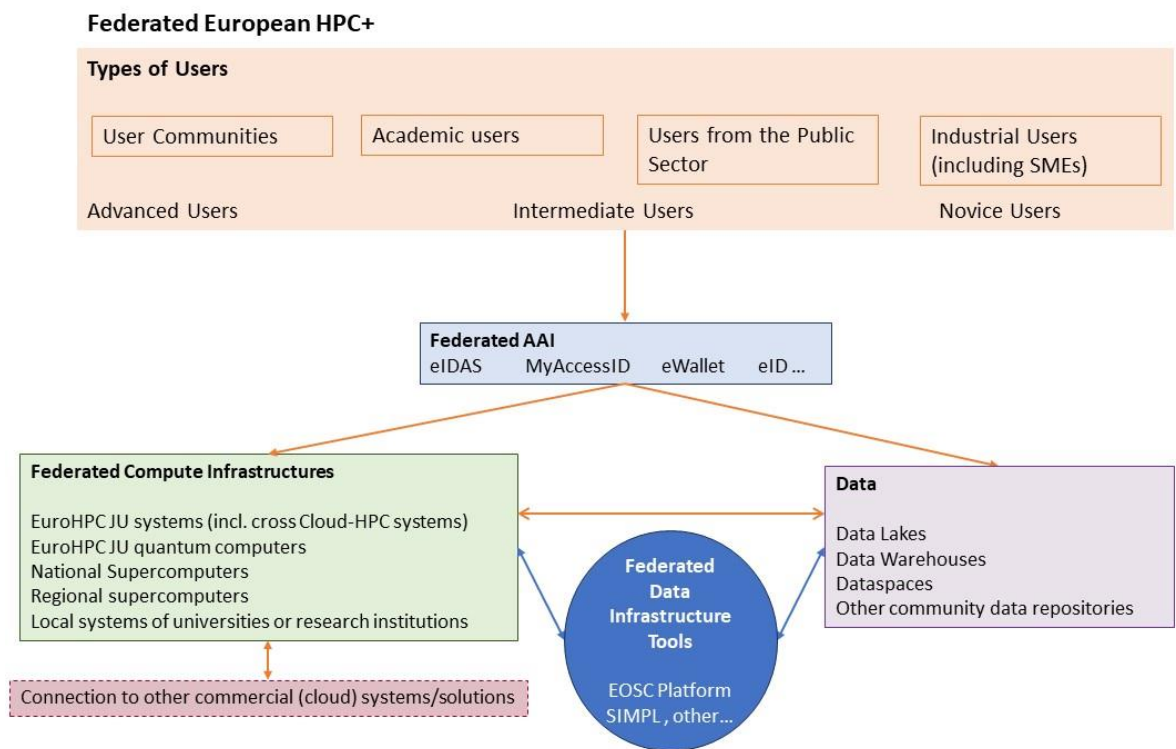 Federated European HPC+
Types of Users
User Communities
Academic users
Users from the Public
Sector
Industrial Users
(including SMEs)
Advanced Users
Intermediate Users
Novice Users
Federated AAI
eIDAS MyAccessID eWallet eID ...
Federated Compute Infrastructures
EuroHPC JU systems (incl. cross Cloud-HPC systems)
EuroHPC JU quantum computers
National Supercomputers
Regional supercomputers
Local systems of universities or research institutions
Data
Data Lakes
Data Warehouses
Dataspaces
Other community data repositories
Federated
Data
Infrastructure
Tools
EOSC Platform
SIMPL , other...
Connection to other commercial (cloud) systems/solutions